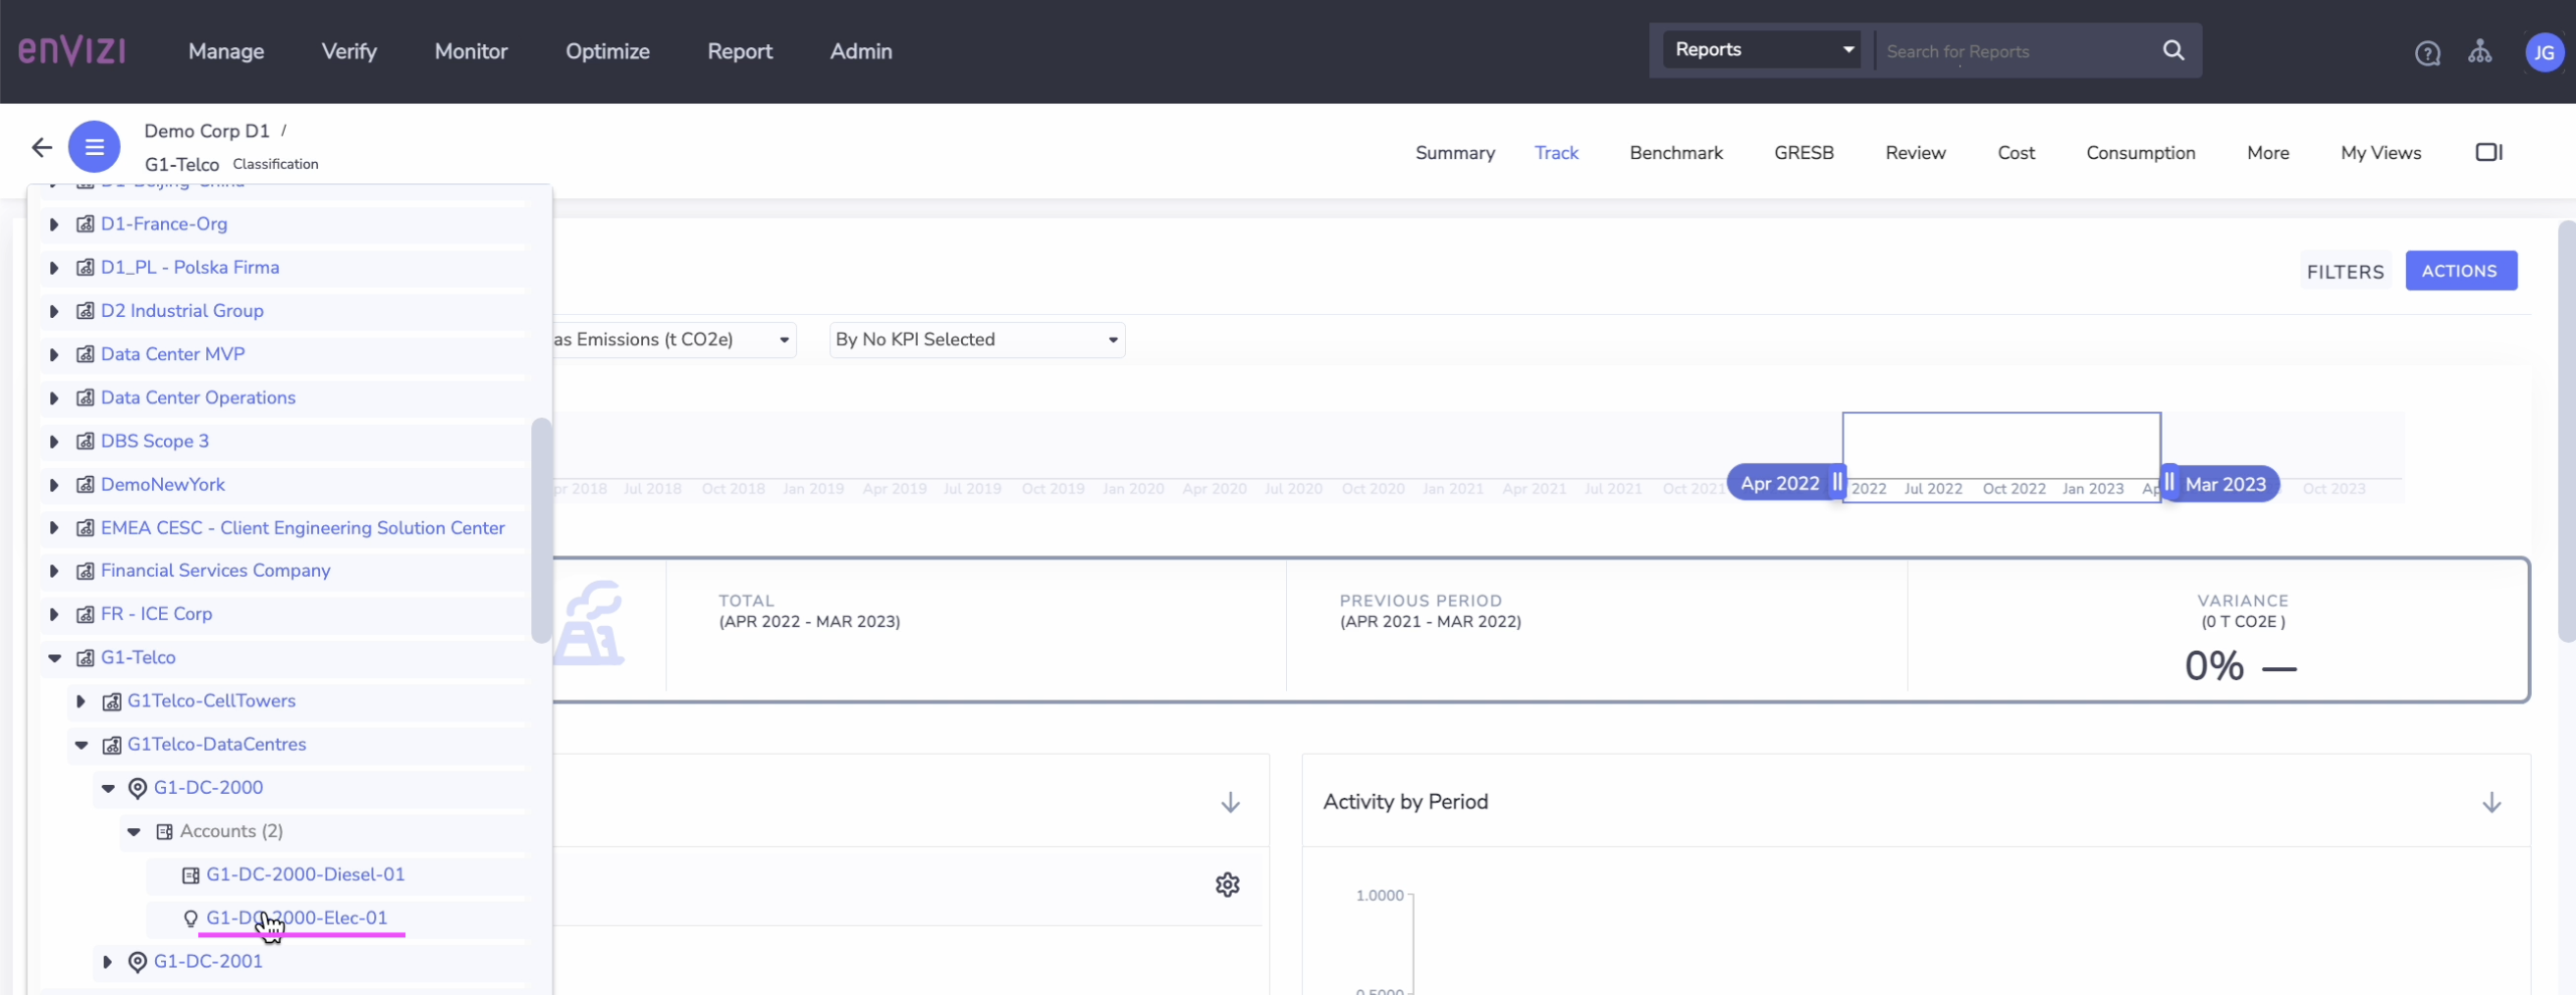 enVIZI
Manage Verify Monitor Optimize Report Admin
Reports
Search for Reports
JG
Demo Corp D1 /
G1-Telco Classification
Summary Track Benchmark GRESB Review Cost Consumption More My Views
D1-Beijing-China
D1-France-Org
D1_PL - Polska Firma
D2 Industrial Group
Data Center MVP
Data Center Operations
DBS Scope 3
DemoNewYork
EMEA CESC - Client Engineering Solution Center
Financial Services Company
FR - ICE Corp
G1-Telco
G1Telco-CellTowers
G1Telco-DataCentres
G1-DC-2000
Accounts (2)
G1-DC-2000-Diesel-01
G1-DC-2000-Elec-01
G1-DC-2001
FILTERS ACTIONS
as Emissions (t CO2e)
By No KPI Selected
pr 2018 Jul 2018 Oct 2018 Jan 2019 Apr 2019 Jul 2019 Oct 2019 Jan 2020 Apr 2020 Jul 2020 Oct 2020 Jan 2021 Apr 2021 Jul 2021 Oct 2021 Apr 2022 2022 Jul 2022 Oct 2022 Jan 2023 Ap Mar 2023 Oct 2023
TOTAL
(APR 2022 - MAR 2023)
PREVIOUS PERIOD
(APR 2021 - MAR 2022)
VARIANCE
(0 T CO2E )
0% —
Activity by Period
1.0000
0.5000